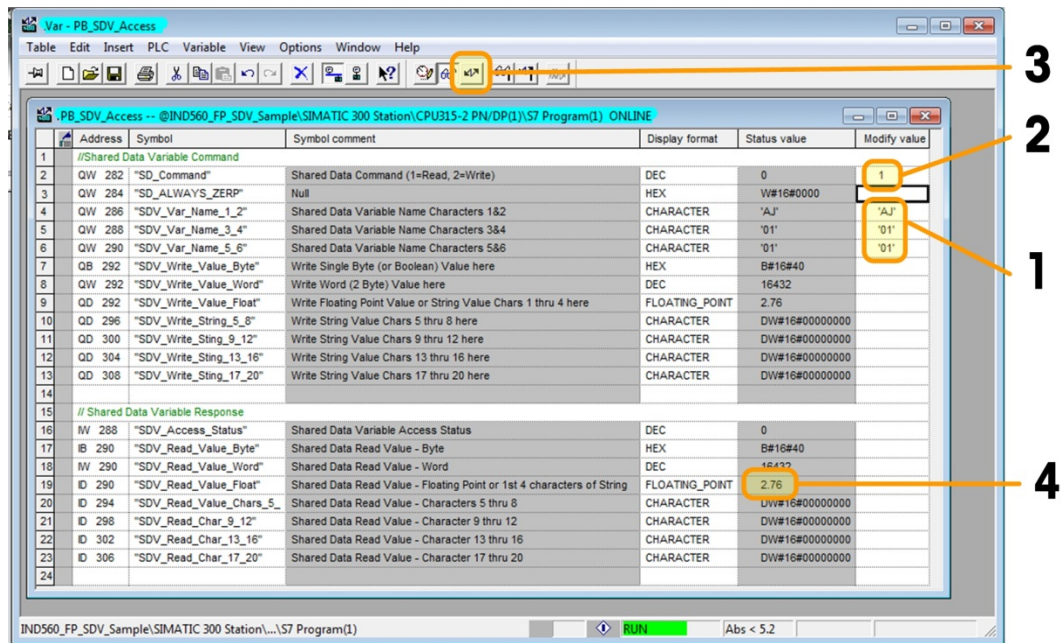 .Var - PB_SDV_Access
Table Edit Insert PLC Variable View Options Window Help
3
.PB_SDV_Access -- @IND560_FP_SDV_Sample\SIMATIC 300 Station\CPU315-2 PN/DP(1)\S7 Program(1) ONLINE
2
Address Symbol Symbol comment Display format Status value Modify value
1 //Shared Data Variable Command
2 QW 282 "SD_Command" Shared Data Command (1=Read, 2=Write) DEC 0 1
3 QW 284 "SD_ALWAYS_ZERP" Null HEX W#16#0000
4 QW 286 "SDV_Var_Name_1_2" Shared Data Variable Name Characters 1&2 CHARACTER 'AJ' 'AJ'
5 QW 288 "SDV_Var_Name_3_4" Shared Data Variable Name Characters 3&4 CHARACTER '01' '01'
6 QW 290 "SDV_Var_Name_5_6" Shared Data Variable Name Characters 5&6 CHARACTER '01' '01'
1
7 QB 292 "SDV_Write_Value_Byte" Write Single Byte (or Boolean) Value here HEX B#16#40
8 QW 292 "SDV_Write_Value_Word" Write Word (2 Byte) Value here DEC 16432
9 QD 292 "SDV_Write_Value_Float" Write Floating Point Value or String Value Chars 1 thru 4 here FLOATING_POINT 2.76
10 QD 296 "SDV_Write_String_5_8" Write String Value Chars 5 thru 8 here CHARACTER DW#16#00000000
11 QD 300 "SDV_Write_Sting_9_12" Write String Value Chars 9 thru 12 here CHARACTER DW#16#00000000
12 QD 304 "SDV_Write_Sting_13_16" Write String Value Chars 13 thru 16 here CHARACTER DW#16#00000000
13 QD 308 "SDV_Write_Sting_17_20" Write String Value Chars 17 thru 20 here CHARACTER DW#16#00000000
14
15 // Shared Data Variable Response
16 IW 288 "SDV_Access_Status" Shared Data Variable Access Status DEC 0
17 IB 290 "SDV_Read_Value_Byte" Shared Data Read Value - Byte HEX B#16#40
18 IW 290 "SDV_Read_Value_Word" Shared Data Read Value - Word DEC 16432
19 ID 290 "SDV_Read_Value_Float" Shared Data Read Value - Floating Point or 1st 4 characters of String FLOATING_POINT 2.76
4
20 ID 294 "SDV_Read_Value_Chars_5_ Shared Data Read Value - Characters 5 thru 8 CHARACTER DW#16#00000000
21 ID 298 "SDV_Read_Char_9_12" Shared Data Read Value - Character 9 thru 12 CHARACTER DW#16#00000000
22 ID 302 "SDV_Read_Char_13_16" Shared Data Read Value - Character 13 thru 16 CHARACTER DW#16#00000000
23 ID 306 "SDV_Read_Char_17_20" Shared Data Read Value - Character 17 thru 20 CHARACTER DW#16#00000000
24
IND560_FP_SDV_Sample\SIMATIC 300 Station\...\S7 Program(1) RUN Abs < 5.2